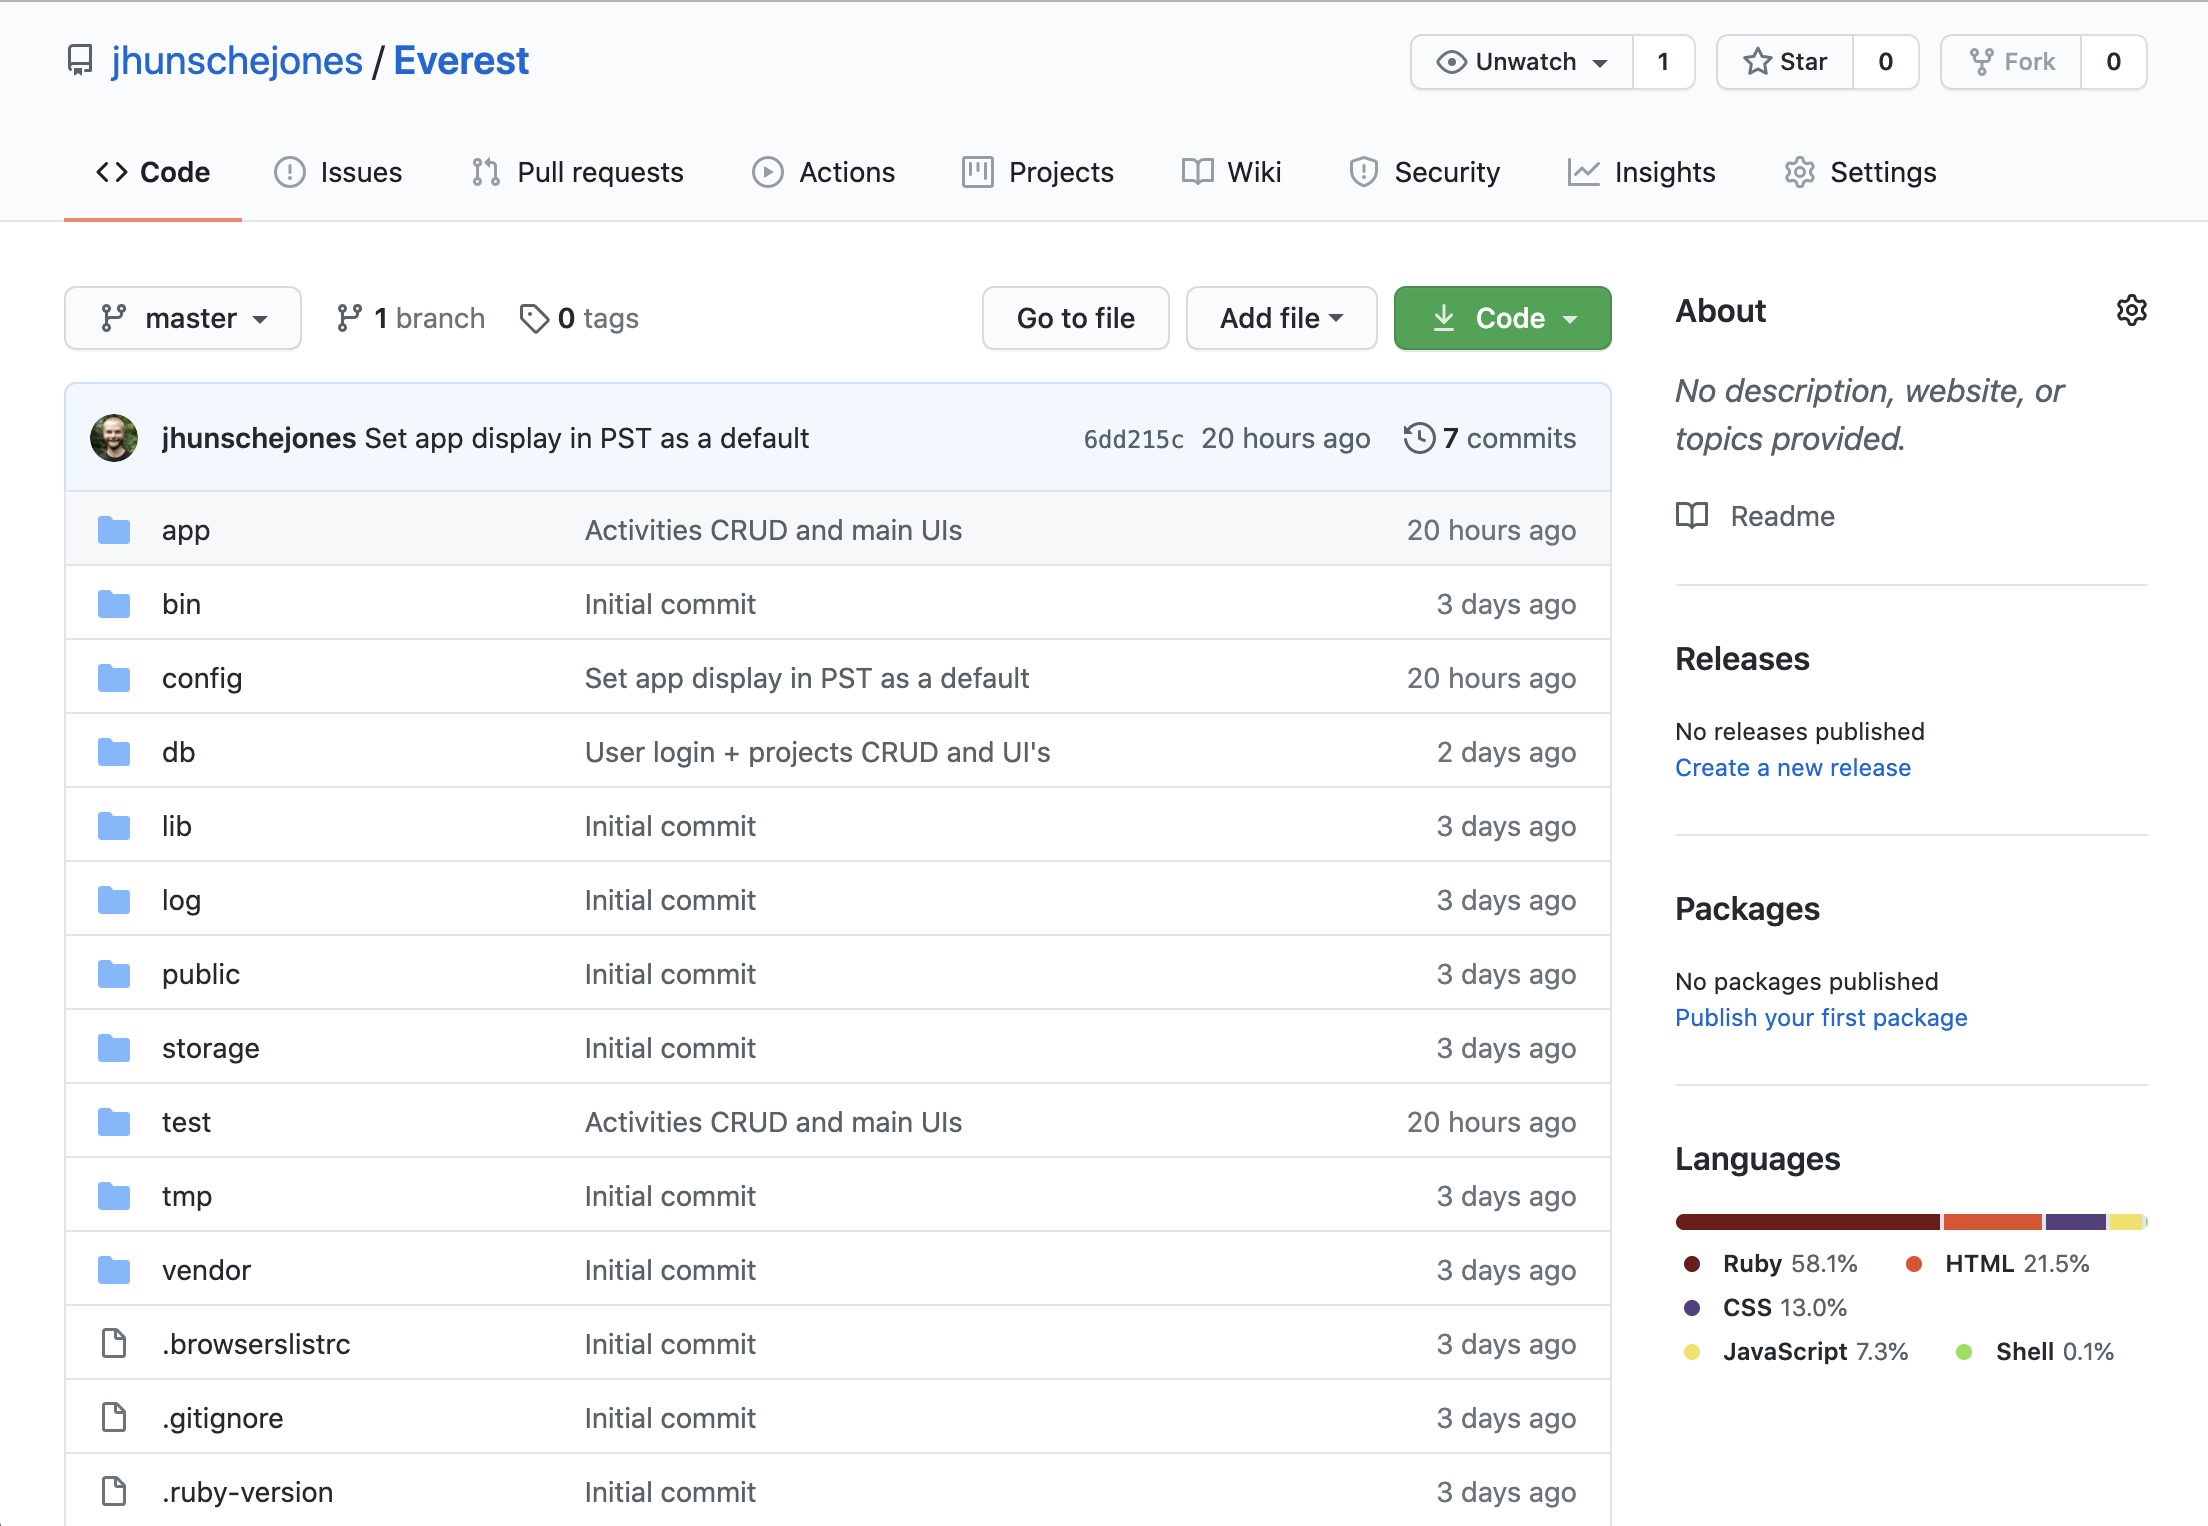 jhunschejones / Everest
Unwatch 1 Star 0 Fork 0
Code Issues Pull requests Actions Projects Wiki Security Insights Settings
master 1 branch 0 tags Go to file Add file Code
jhunschejones Set app display in PST as a default 6dd215c 20 hours ago 7 commits
app Activities CRUD and main UIs 20 hours ago
bin Initial commit 3 days ago
config Set app display in PST as a default 20 hours ago
db User login + projects CRUD and UI's 2 days ago
lib Initial commit 3 days ago
log Initial commit 3 days ago
public Initial commit 3 days ago
storage Initial commit 3 days ago
test Activities CRUD and main UIs 20 hours ago
tmp Initial commit 3 days ago
vendor Initial commit 3 days ago
.browserslistrc Initial commit 3 days ago
.gitignore Initial commit 3 days ago
.ruby-version Initial commit 3 days ago
About
No description, website, or
topics provided.
Readme
Releases
No releases published
Create a new release
Packages
No packages published
Publish your first package
Languages
Ruby 58.1% HTML 21.5%
CSS 13.0%
JavaScript 7.3% Shell 0.1%